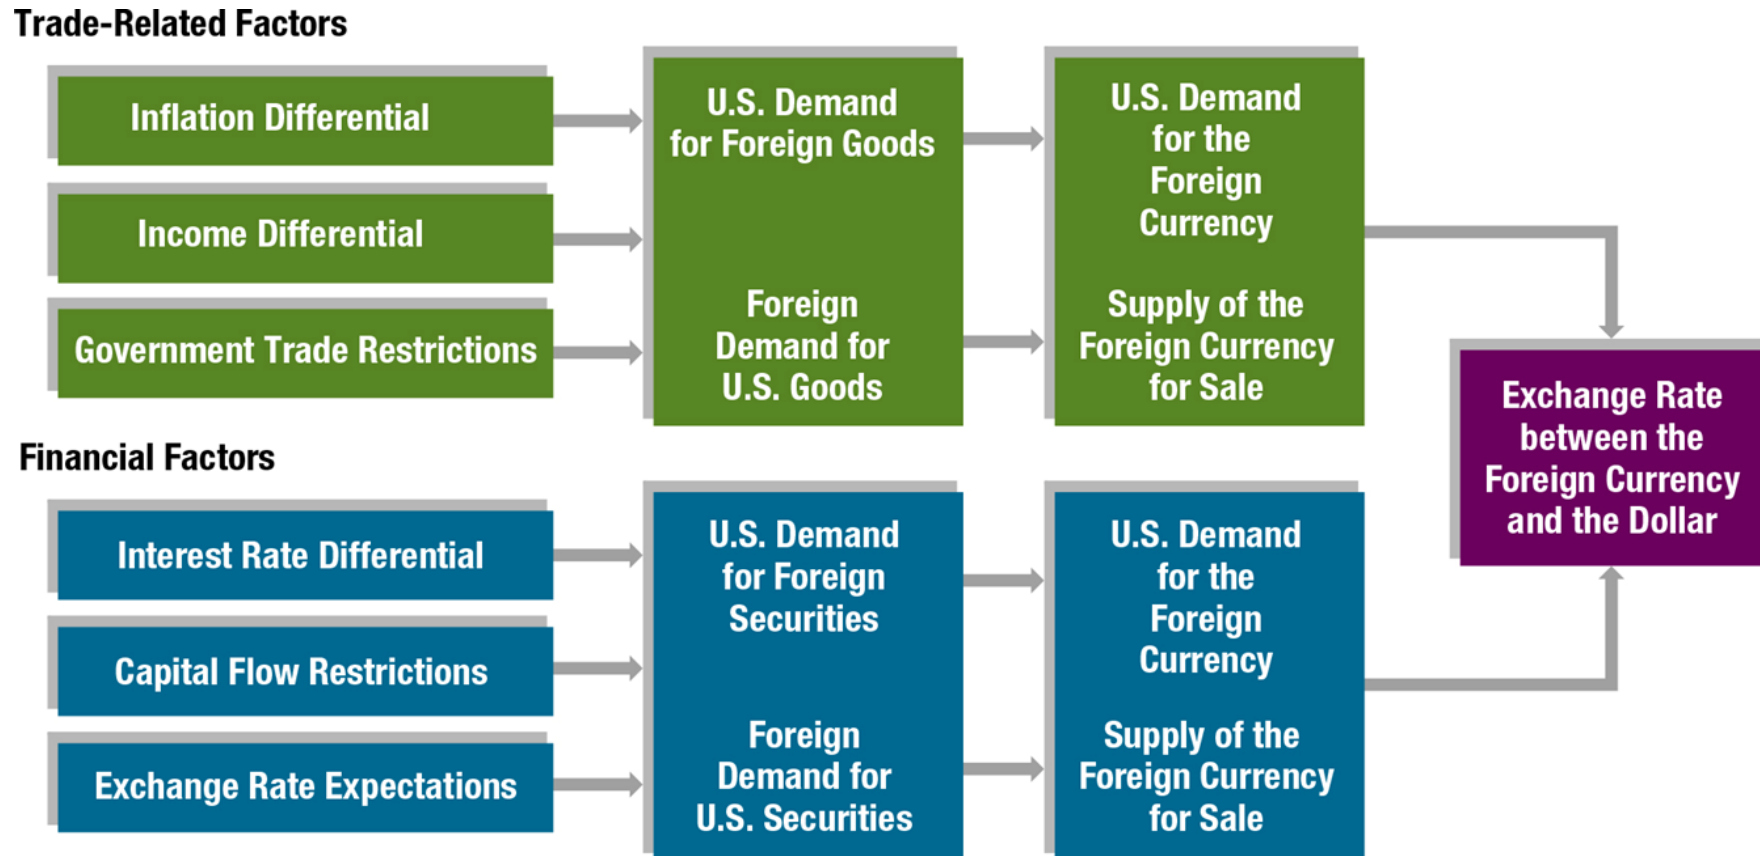 Trade-Related Factors
Inflation Differential
Income Differential
Government Trade Restrictions
U.S. Demand
for Foreign Goods
Foreign
Demand for
U.S. Goods
U.S. Demand
for the
Foreign
Currency
Supply of the
Foreign Currency
for Sale
Financial Factors
Interest Rate Differential
Capital Flow Restrictions
Exchange Rate Expectations
U.S. Demand
for Foreign
Securities
Foreign
Demand for
U.S. Securities
U.S. Demand
for the
Foreign
Currency
Supply of the
Foreign Currency
for Sale
Exchange Rate
between the
Foreign Currency
and the Dollar